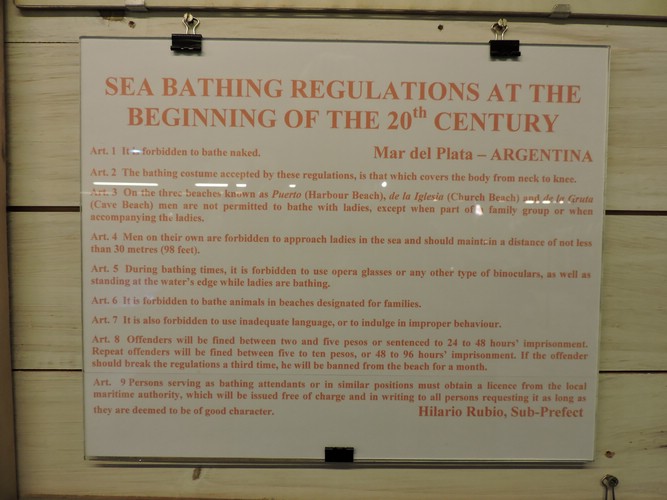 SEA BATHING REGULATIONS AT THE
BEGINNING OF THE 20th CENTURY
Art. 1 It is forbidden to bathe naked.
Mar del Plata – ARGENTINA
Art. 2 The bathing costume accepted by these regulations, is that which covers the body from neck to knee.
Art. 3 On the three beaches known as Puerto (Harbour Beach), de la Iglesia (Church Beach) and de la Gruta
(Cave Beach) men are not permitted to bathe with ladies, except when part of a family group or when
accompanying the ladies.
Art. 4 Men on their own are forbidden to approach ladies in the sea and should maintain a distance of not less
than 30 metres (98 feet).
Art. 5 During bathing times, it is forbidden to use opera glasses or any other type of binoculars, as well as
standing at the water's edge while ladies are bathing.
Art. 6 It is forbidden to bathe animals in beaches designated for families.
Art. 7 It is also forbidden to use inadequate language, or to indulge in improper behaviour.
Art. 8 Offenders will be fined between two and five pesos or sentenced to 24 to 48 hours' imprisonment.
Repeat offenders will be fined between five to ten pesos, or 48 to 96 hours' imprisonment. If the offender
should break the regulations a third time, he will be banned from the beach for a month.
Art. 9 Persons serving as bathing attendants or in similar positions must obtain a licence from the local
maritime authority, which will be issued free of charge and in writing to all persons requesting it as long as
they are deemed to be of good character.
Hilario Rubio, Sub-Prefect